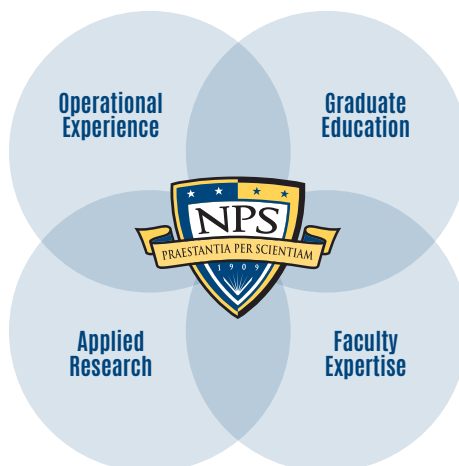 Operational
Experience
Graduate
Education
NPS
PRAESTANTIA PER SCIENTIAM
1909
Applied
Research
Faculty
Expertise